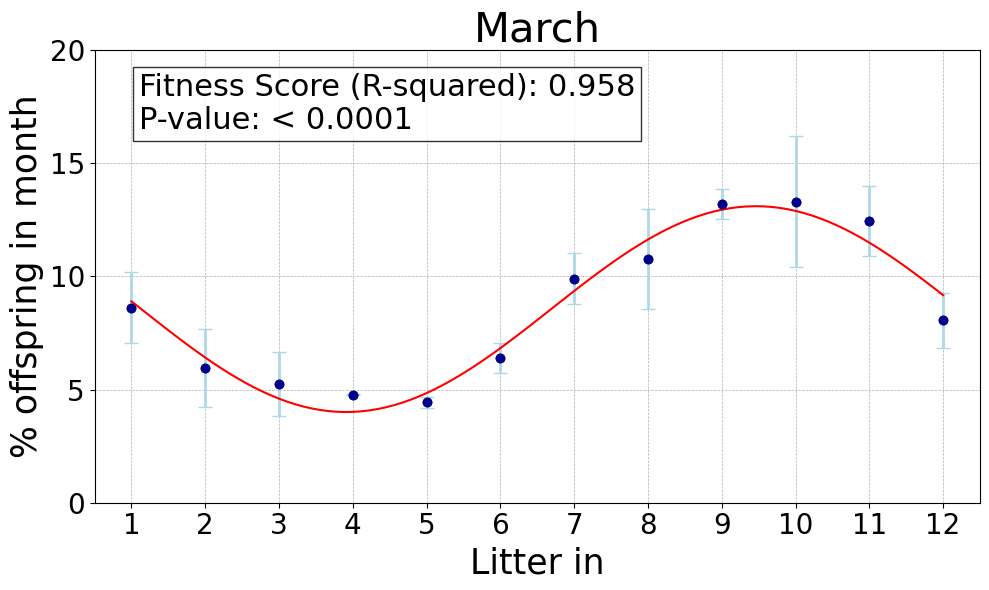 March
Fitness Score (R-squared): 0.958
P-value: < 0.0001
% offspring in month
20
15
10
5
0
1 2 3 4 5 6 7 8 9 10 11 12
Litter in